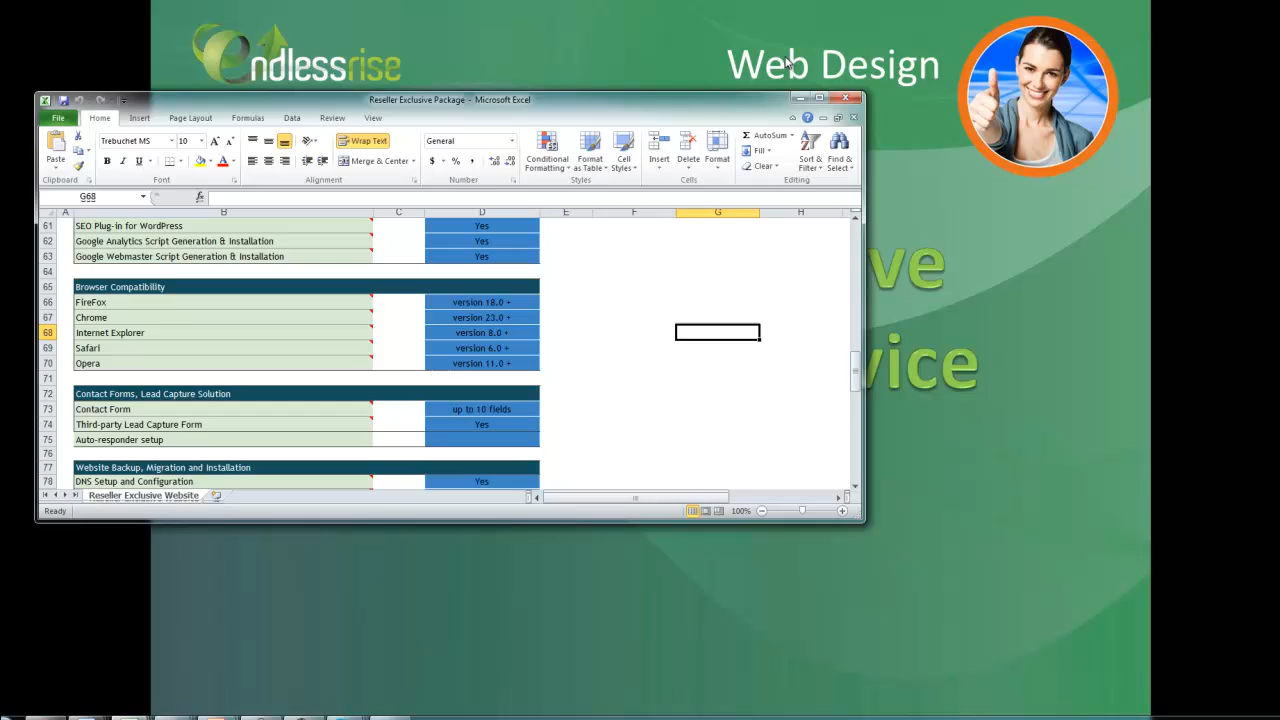 endlessrise
Web Design
Reseller Exclusive Package - Microsoft Excel
File Home Insert Page Layout Formulas Data Review View
Trebuchet MS 10 Wrap Text General AutoSum
Paste Merge & Center Conditional Formatting Format as Table Cell Styles Insert Delete Format Fill Clear Sort & Filter Find & Select
Clipboard Font Alignment Number Styles Cells Editing
G68 fx
A B C D E F G H
61 SEO Plug-in for WordPress Yes
62 Google Analytics Script Generation & Installation Yes
63 Google Webmaster Script Generation & Installation Yes
64
65 Browser Compatibility
66 FireFox version 18.0 +
67 Chrome version 23.0 +
68 Internet Explorer version 8.0 +
69 Safari version 6.0 +
70 Opera version 11.0 +
71
72 Contact Forms, Lead Capture Solution
73 Contact Form up to 10 fields
74 Third-party Lead Capture Form Yes
75 Auto-responder setup
76
77 Website Backup, Migration and Installation
78 DNS Setup and Configuration Yes
Reseller Exclusive Website
Ready 100%
ve
vice